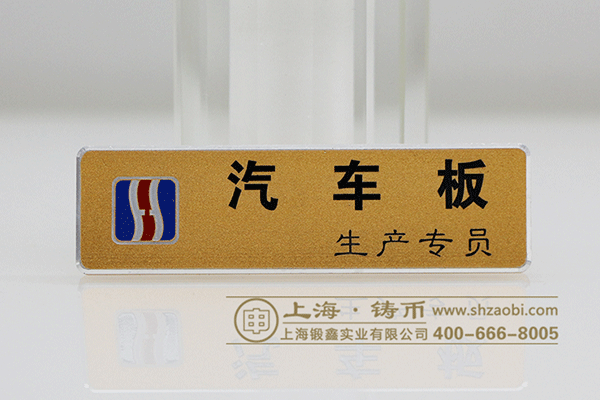 汽车板
生产专员
上海·铸币 www.shzaobi.com
上海锻鑫实业有限公司 400-666-8005